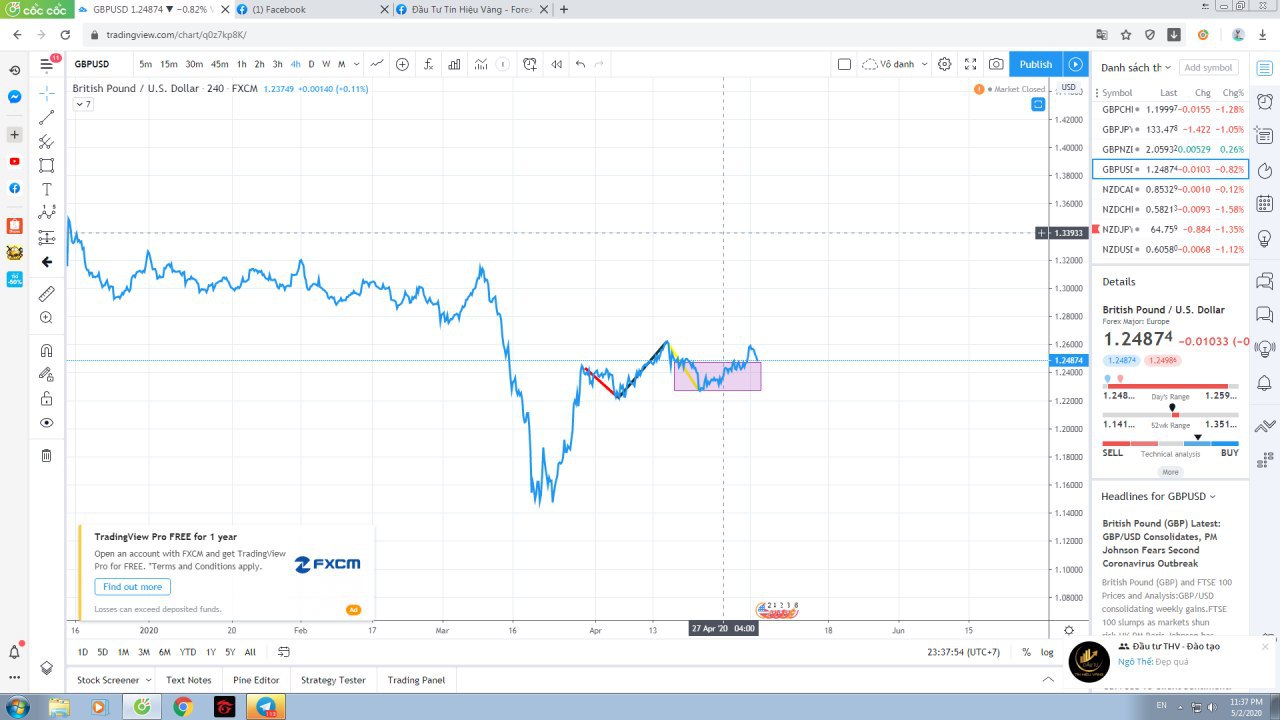 cốc cốc
GBPUSD 1.24874 ▼ −0.82% V
(1) Facebook
Đầu Tư Tín Hiệu Vàng - Forex
tradingview.com/chart/q0z7kp8K/
11
GBPUSD
5m 15m 30m 45m 1h 2h 3h 4h D W M
Vô danh
Publish
British Pound / U.S. Dollar · 240 · FXCM 1.23749 +0.00140 (+0.11%)
7
Market Closed
USD
1.42000
1.40000
1.38000
1.36000
1.33933
1.32000
1.30000
1.28000
1.26000
1.24874
1.24000
1.22000
1.20000
1.18000
1.16000
1.14000
1.12000
1.10000
1.08000
Danh sách th
Add symbol
Symbol Last Chg Chg%
GBPCHI 1.19997 -0.0155 −1.28%
GBPJPY 133.478 −1.422 −1.05%
GBPNZI 2.05932 0.00529 0.26%
GBPUSI 1.24874 -0.0103 −0.82%
NZDCAI 0.85329 -0.0010 −0.12%
NZDCHI 0.58213 -0.0093 −1.58%
NZDJPY 64.759 −0.884 −1.35%
NZDUSI 0.60580 -0.0068 −1.12%
Details
British Pound / U.S. Dollar
Forex Major: Europe
1.24874 −0.01033 (−0
1.24874 1.24986
1.248... Day's Range 1.259...
1.141... 52wk Range 1.351...
SELL Technical analysis BUY
More
Headlines for GBPUSD
British Pound (GBP) Latest:
GBP/USD Consolidates, PM
Johnson Fears Second
Coronavirus Outbreak
British Pound (GBP) and FTSE 100
Prices and Analysis:GBP/USD
consolidating weekly gains.FTSE
100 slumps as markets shun
TradingView Pro FREE for 1 year
Open an account with FXCM and get TradingView
Pro for FREE. *Terms and Conditions apply.
FXCM
Find out more
Losses can exceed deposited funds.
Ad
16 2020 20 Feb 17 Mar 16 Apr 13 27 Apr '20 04:00 18 Jun 15
1D 5D 1M 3M 6M YTD 1Y 5Y All
23:37:54 (UTC+7)
% log
Stock Screener Text Notes Pine Editor Strategy Tester Trading Panel
Đầu tư THV - Đào tạo
Ngô Thế: Đẹp quá
TÍN HIỆU VÀNG
EN
11:37 PM
5/2/2020